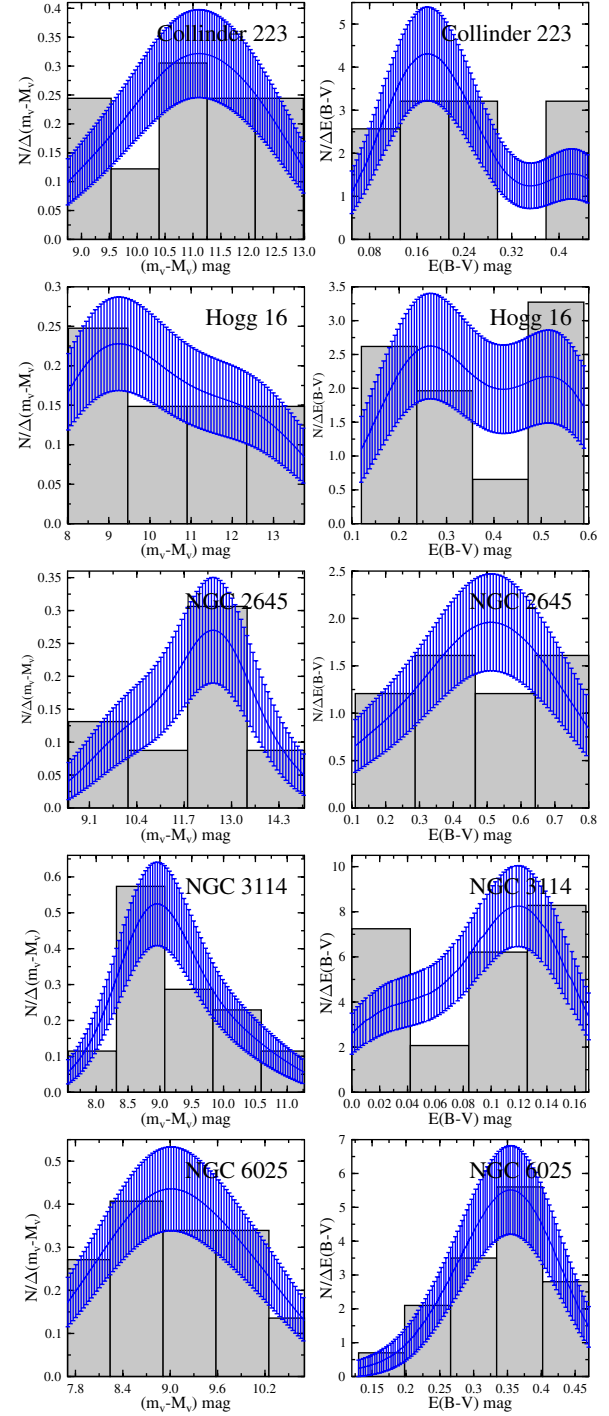 Collinder 223
N/Δ(mv-Mv)
0.4
0.35
0.3
0.25
0.2
0.15
0.1
0.05
0.0
9.0 9.5 10.0 10.5 11.0 11.5 12.0 12.5 13.0
(mv-Mv) mag
Collinder 223
N/ΔE(B-V)
5
4
3
2
1
0
0.08 0.16 0.24 0.32 0.4
E(B-V) mag
Hogg 16
N/Δ(mv-Mv)
0.3
0.25
0.2
0.15
0.1
0.05
0.0
8 9 10 11 12 13
(mv-Mv) mag
Hogg 16
N/ΔE(B-V)
3.5
3.0
2.5
2.0
1.5
1.0
0.5
0.0
0.1 0.2 0.3 0.4 0.5 0.6
E(B-V) mag
NGC 2645
N/Δ(mv-Mv)
0.35
0.3
0.25
0.2
0.15
0.1
0.05
0.0
9.1 10.4 11.7 13.0 14.3
(mv-Mv) mag
NGC 2645
N/ΔE(B-V)
2.5
2.0
1.5
1.0
0.5
0.0
0.1 0.2 0.3 0.4 0.5 0.6 0.7 0.8
E(B-V) mag
NGC 3114
N/Δ(mv-Mv)
0.6
0.5
0.4
0.3
0.2
0.1
0.0
8.0 8.5 9.0 9.5 10.0 10.5 11.0
(mv-Mv) mag
NGC 3114
N/ΔE(B-V)
10
8
6
4
2
0
0.0 0.02 0.04 0.06 0.08 0.1 0.12 0.14 0.16
E(B-V) mag
NGC 6025
N/Δ(mv-Mv)
0.5
0.4
0.3
0.2
0.1
0.0
7.8 8.4 9.0 9.6 10.2
(mv-Mv) mag
NGC 6025
N/ΔE(B-V)
7
6
5
4
3
2
1
0
0.15 0.2 0.25 0.3 0.35 0.4 0.45
E(B-V) mag